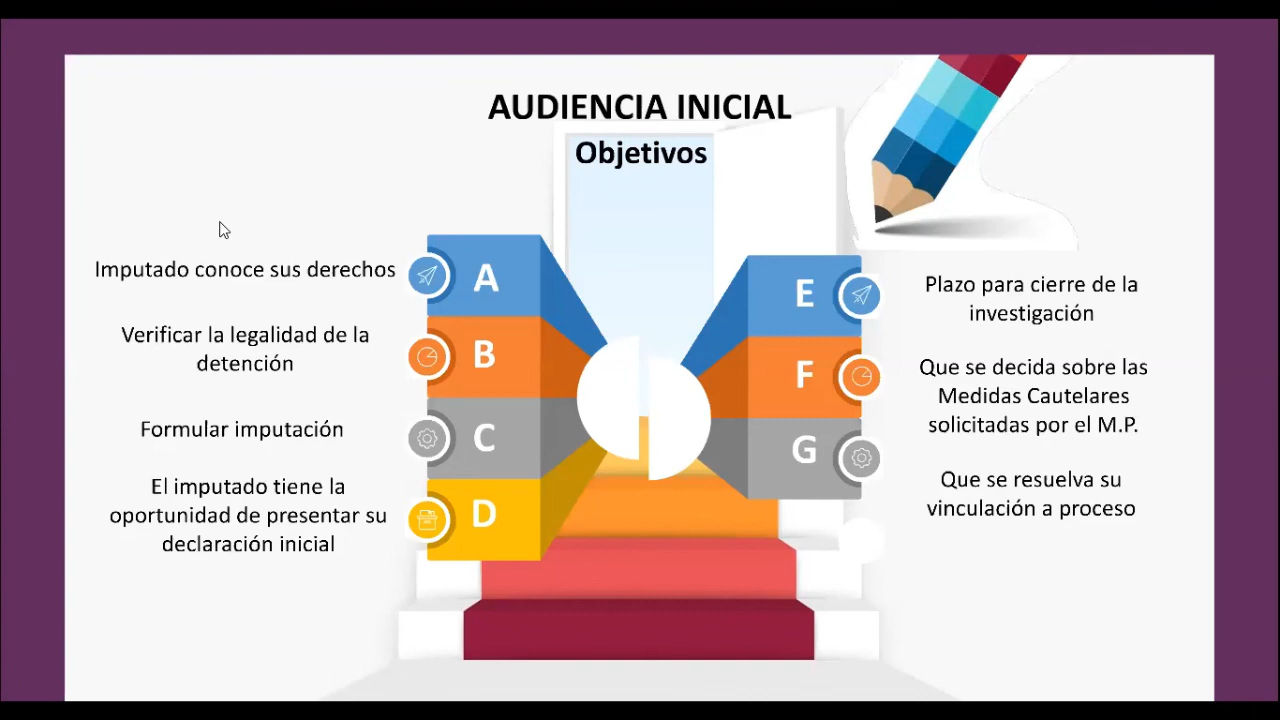 AUDIENCIA INICIAL
Objetivos
Imputado conoce sus derechos
A
Verificar la legalidad de la
detención
B
Formular imputación
C
El imputado tiene la
oportunidad de presentar su
declaración inicial
D
E
Plazo para cierre de la
investigación
F
Que se decida sobre las
Medidas Cautelares
solicitadas por el M.P.
G
Que se resuelva su
vinculación a proceso